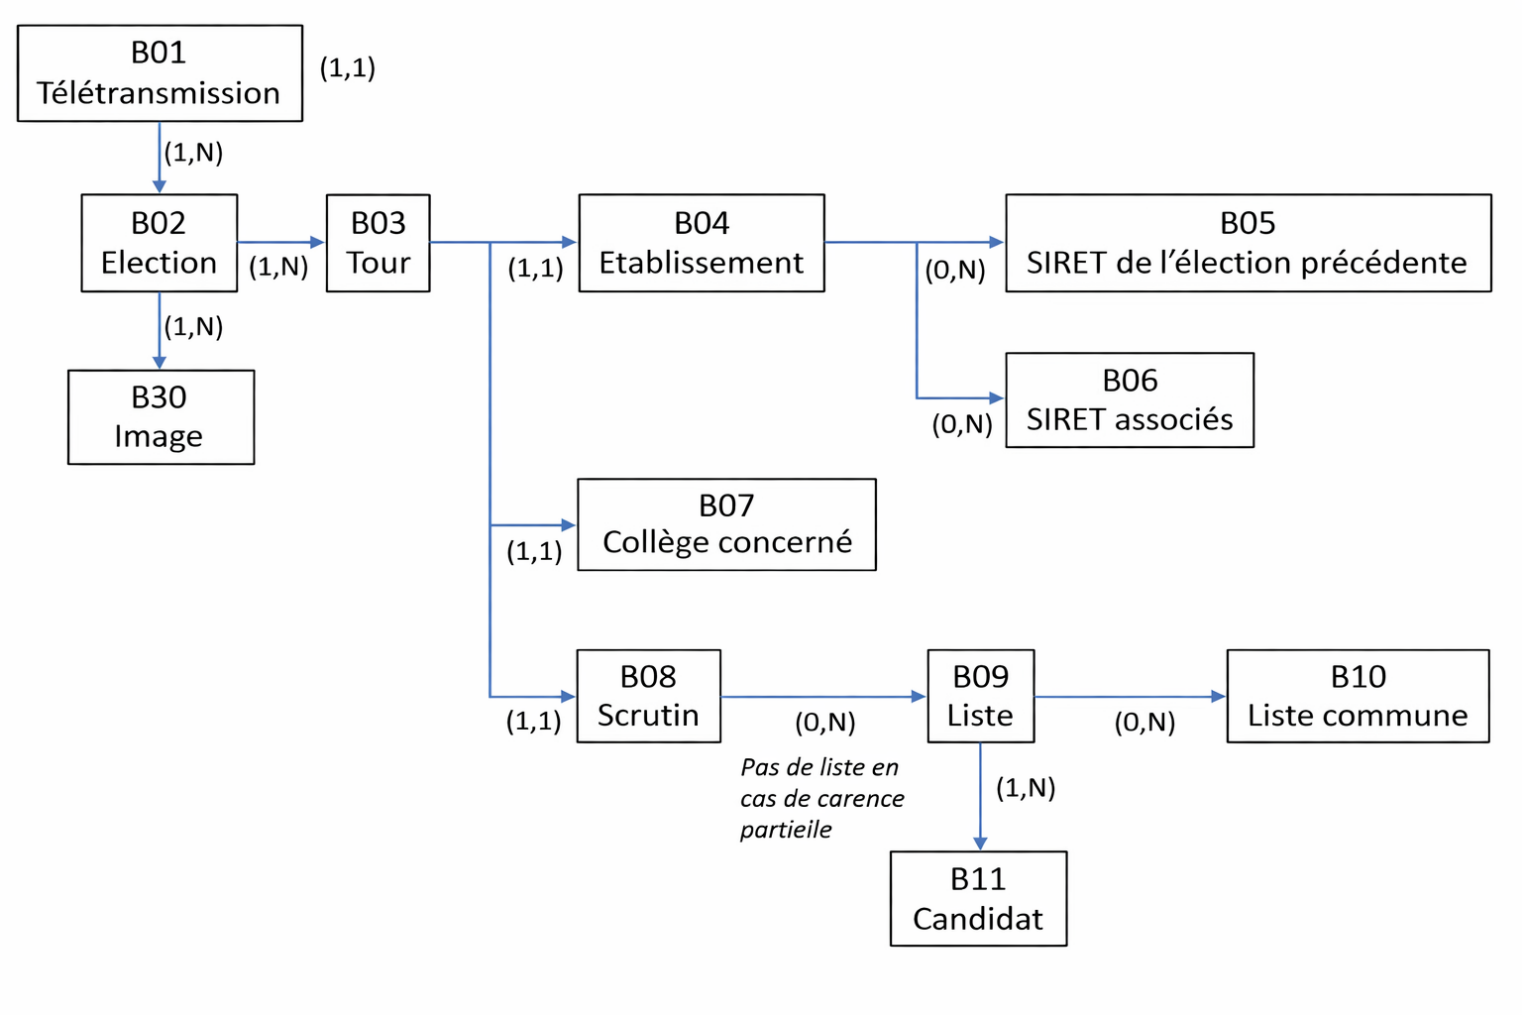 B01
Télétransmission
(1,1)
(1,N)
B02
Election
(1,N)
B03
Tour
(1,1)
B04
Etablissement
(0,N)
B05
SIRET de l’élection précédente
(1,N)
B30
Image
B06
SIRET associés
(0,N)
B07
Collège concerné
(1,1)
B08
Scrutin
(1,1)
(0,N)
Pas de liste en
cas de carence
partieile
B09
Liste
(0,N)
B10
Liste commune
(1,N)
B11
Candidat